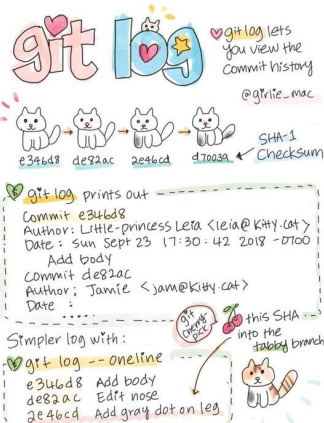 git log
git log lets
you view the
Commit history
@girlie_mac
e346d8 de82ac 2e46cd d70039
SHA-1
Checksum
git log prints out
Commit e346d8
Author: Little-princess Leia <leia@kitty.cat>
Date: Sun Sept 23 17:30:42 2018 -0700
Add body
Commit de82ac
Author; Jamie <jam@kitty.cat>
Date :
.....
git
cherry
pick
this SHA
into the
tabby branch
Simpler log with:
git log --oneline
e346d8 Add body
de82ac Edit nose
2e46cd Add gray dot on leg